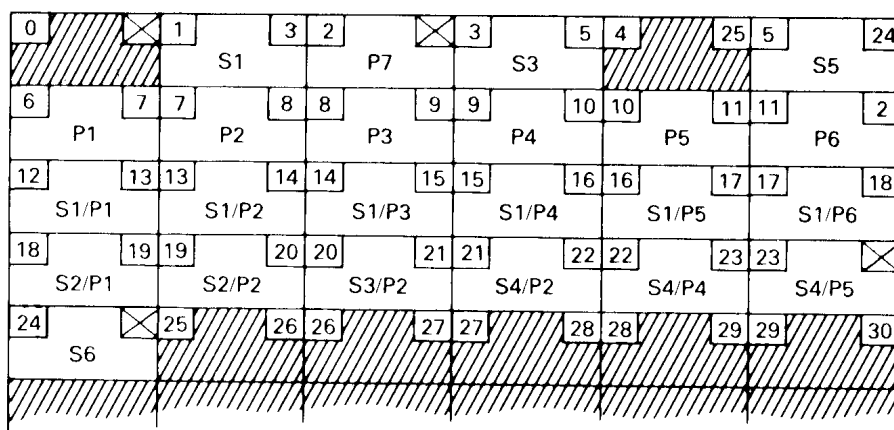 0 1 3 2 3 5 4 25 5 24
S1 P7 S3 S5
6 7 7 8 8 9 9 10 10 11 11 2
P1 P2 P3 P4 P5 P6
12 13 13 14 14 15 15 16 16 17 17 18
S1/P1 S1/P2 S1/P3 S1/P4 S1/P5 S1/P6
18 19 19 20 20 21 21 22 22 23 23
S2/P1 S2/P2 S3/P2 S4/P2 S4/P4 S4/P5
24 25 26 26 27 27 28 28 29 29 30
S6